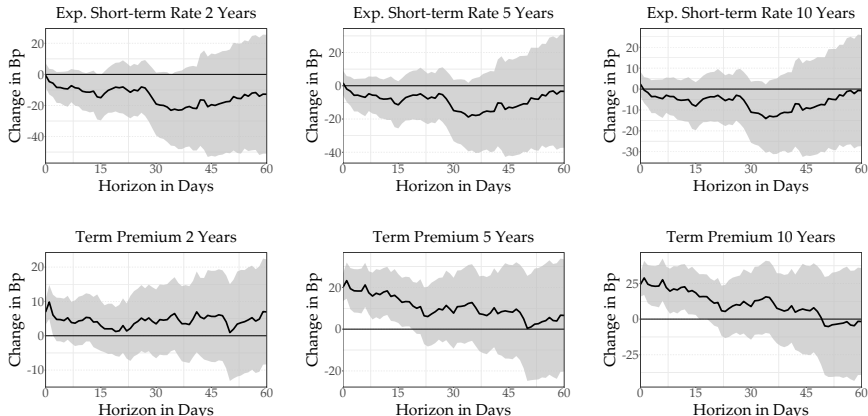 Exp. Short-term Rate 2 Years
Change in Bp
20
0
-20
-40
0 15 30 45 60
Horizon in Days
Exp. Short-term Rate 5 Years
Change in Bp
20
0
-20
-40
0 15 30 45 60
Horizon in Days
Exp. Short-term Rate 10 Years
Change in Bp
20
10
0
-10
-20
-30
0 15 30 45 60
Horizon in Days
Term Premium 2 Years
Change in Bp
20
10
0
-10
0 15 30 45 60
Horizon in Days
Term Premium 5 Years
Change in Bp
20
0
-20
0 15 30 45 60
Horizon in Days
Term Premium 10 Years
Change in Bp
25
0
-25
0 15 30 45 60
Horizon in Days